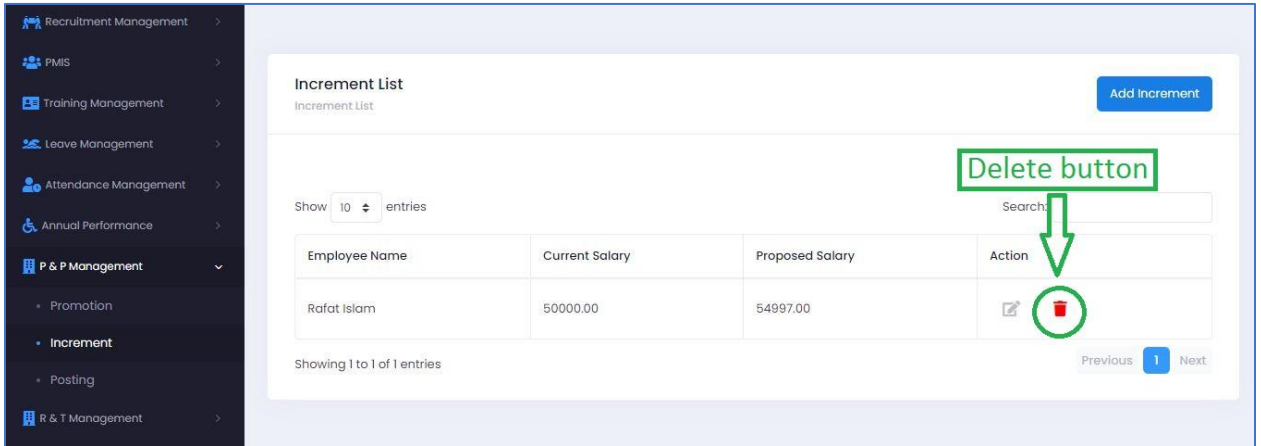 Recruitment Management
PMIS
Training Management
Leave Management
Attendance Management
Annual Performance
P & P Management
Promotion
Increment
Posting
R & T Management
Increment List
Increment List
Add Increment
Delete button
Show 10 entries
Search:
Employee Name Current Salary Proposed Salary Action
Rafat Islam 50000.00 54997.00
Showing 1 to 1 of 1 entries
Previous 1 Next